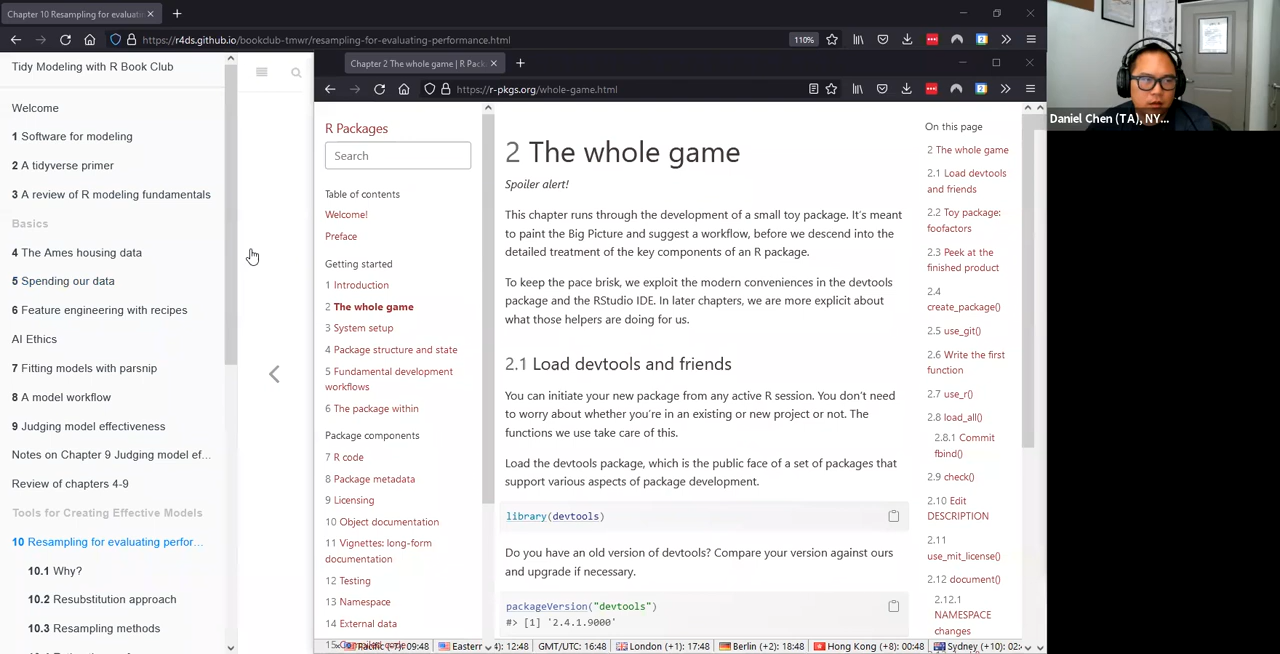 Chapter 10 Resampling for evaluati
https://r4ds.github.io/bookclub-tmwr/resampling-for-evaluating-performance.html
110%
Tidy Modeling with R Book Club
Welcome
1 Software for modeling
2 A tidyverse primer
3 A review of R modeling fundamentals
Basics
4 The Ames housing data
5 Spending our data
6 Feature engineering with recipes
AI Ethics
7 Fitting models with parsnip
8 A model workflow
9 Judging model effectiveness
Notes on Chapter 9 Judging model ef...
Review of chapters 4-9
Tools for Creating Effective Models
10 Resampling for evaluating perfor...
10.1 Why?
10.2 Resubstitution approach
10.3 Resampling methods
Chapter 2 The whole game | R Pack
https://r-pkgs.org/whole-game.html
R Packages
Search
Table of contents
Welcome!
Preface
Getting started
1 Introduction
2 The whole game
3 System setup
4 Package structure and state
5 Fundamental development
workflows
6 The package within
Package components
7 R code
8 Package metadata
9 Licensing
10 Object documentation
11 Vignettes: long-form
documentation
12 Testing
13 Namespace
14 External data
2 The whole game
Spoiler alert!
This chapter runs through the development of a small toy package. It's meant
to paint the Big Picture and suggest a workflow, before we descend into the
detailed treatment of the key components of an R package.
To keep the pace brisk, we exploit the modern conveniences in the devtools
package and the RStudio IDE. In later chapters, we are more explicit about
what those helpers are doing for us.
2.1 Load devtools and friends
You can initiate your new package from any active R session. You don't need
to worry about whether you're in an existing or new project or not. The
functions we use take care of this.
Load the devtools package, which is the public face of a set of packages that
support various aspects of package development.
library(devtools)
Do you have an old version of devtools? Compare your version against ours
and upgrade if necessary.
packageVersion("devtools")
#> [1] '2.4.1.9000'
On this page
2 The whole game
2.1 Load devtools
and friends
2.2 Toy package:
foofactors
2.3 Peek at the
finished product
2.4
create_package()
2.5 use_git()
2.6 Write the first
function
2.7 use_r()
2.8 load_all()
2.8.1 Commit
fbind()
2.9 check()
2.10 Edit
DESCRIPTION
2.11
use_mit_license()
2.12 document()
2.12.1
NAMESPACE
changes
Pacific (-7): 09:48
Eastern 4): 12:48
GMT/UTC: 16:48
London (+1): 17:48
Berlin (+2): 18:48
Hong Kong (+8): 00:48
Sydney (+10): 02:
Daniel Chen (TA), NY...